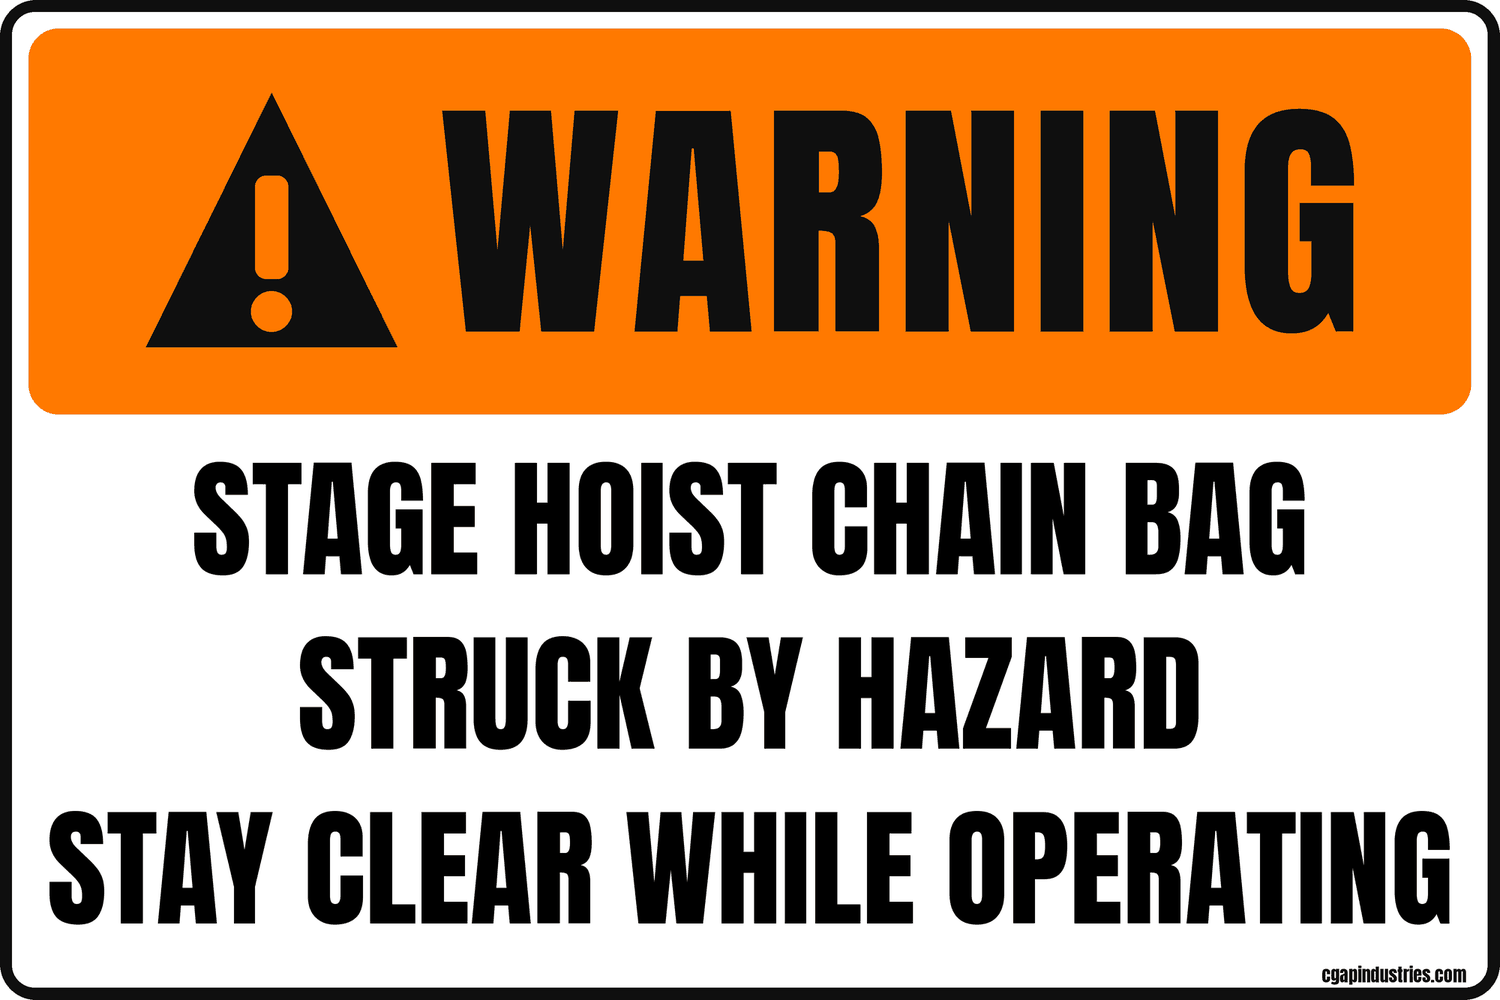 WARNING
STAGE HOIST CHAIN BAG
STRUCK BY HAZARD
STAY CLEAR WHILE OPERATING
cgapindustries.com